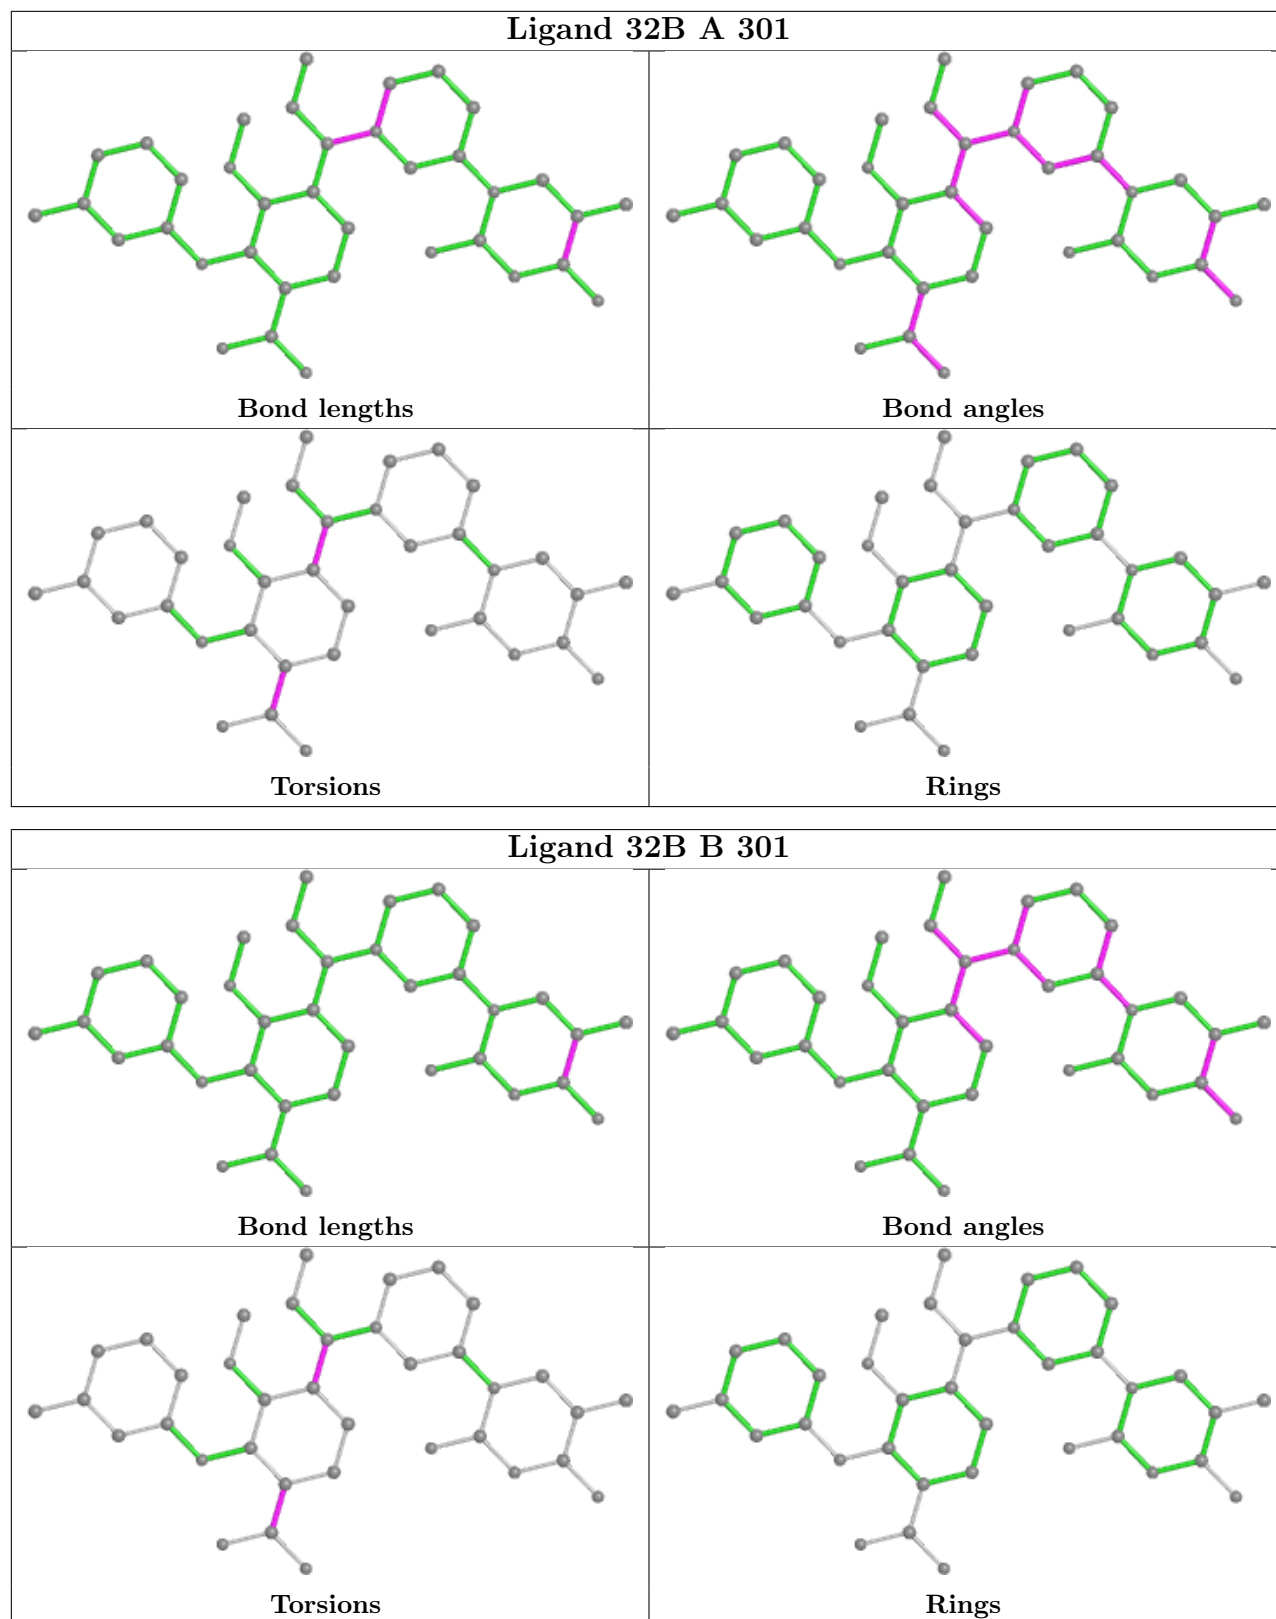 Ligand 32B A 301
Bond lengths
Bond angles
Torsions
Rings
Ligand 32B B 301
Bond lengths
Bond angles
Torsions
Rings